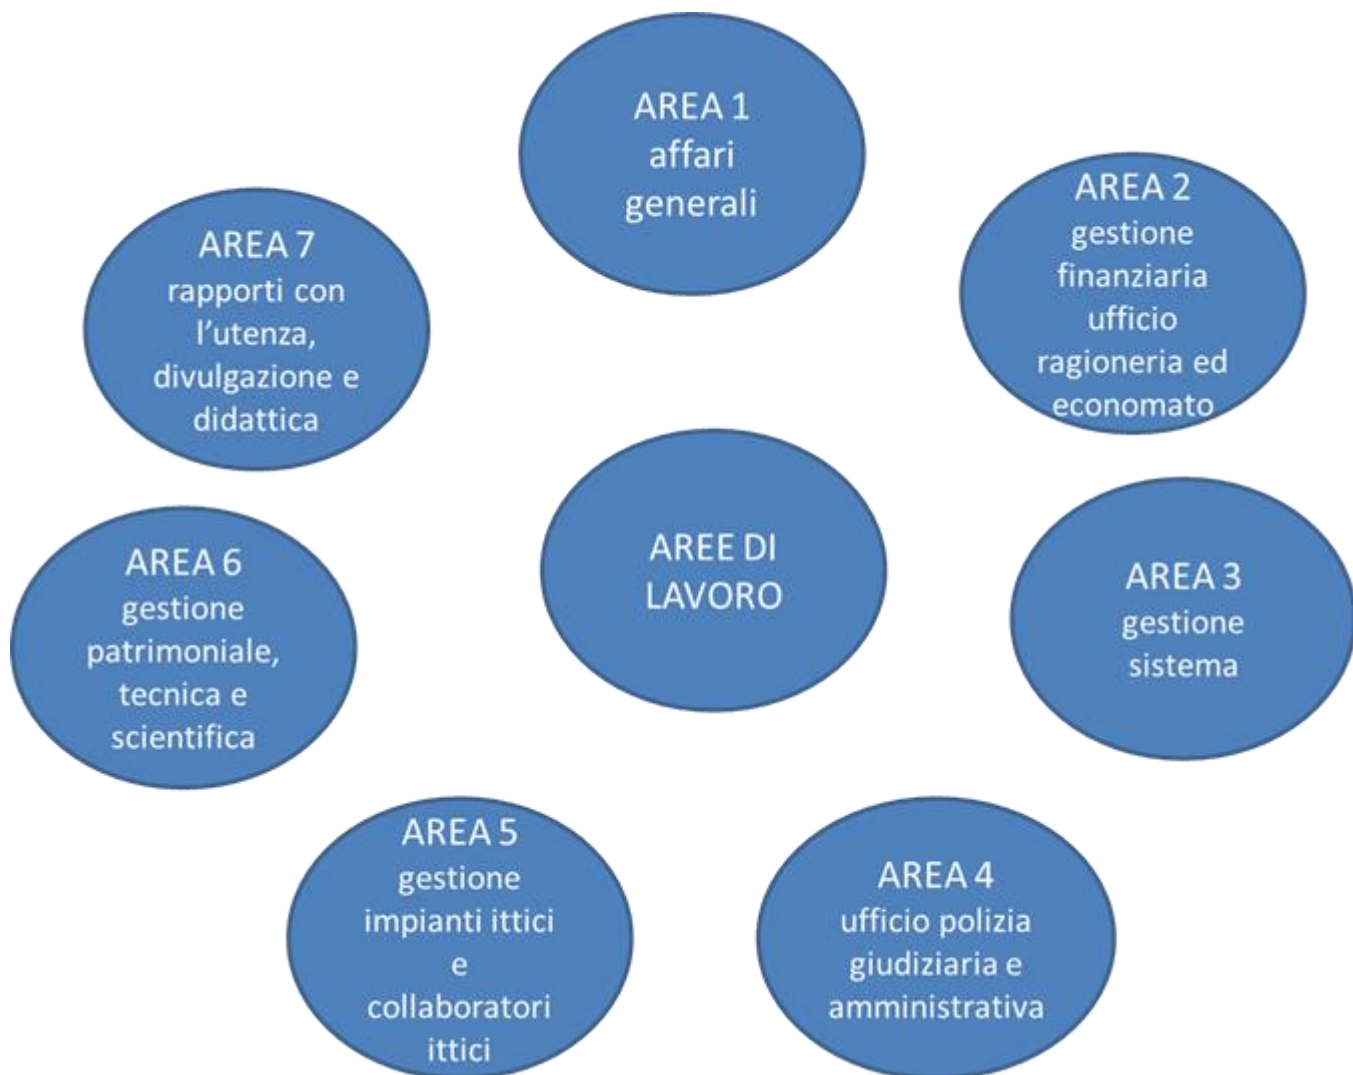 AREA 1
affari
generali
AREA 2
gestione
finanziaria
ufficio
ragioneria ed
economato
AREA 7
rapporti con
l'utenza,
divulgazione e
didattica
AREE DI
LAVORO
AREA 3
gestione
sistema
AREA 6
gestione
patrimoniale,
tecnica e
scientifica
AREA 5
gestione
impianti ittici
e
collaboratori
ittici
AREA 4
ufficio polizia
giudiziaria e
amministrativa